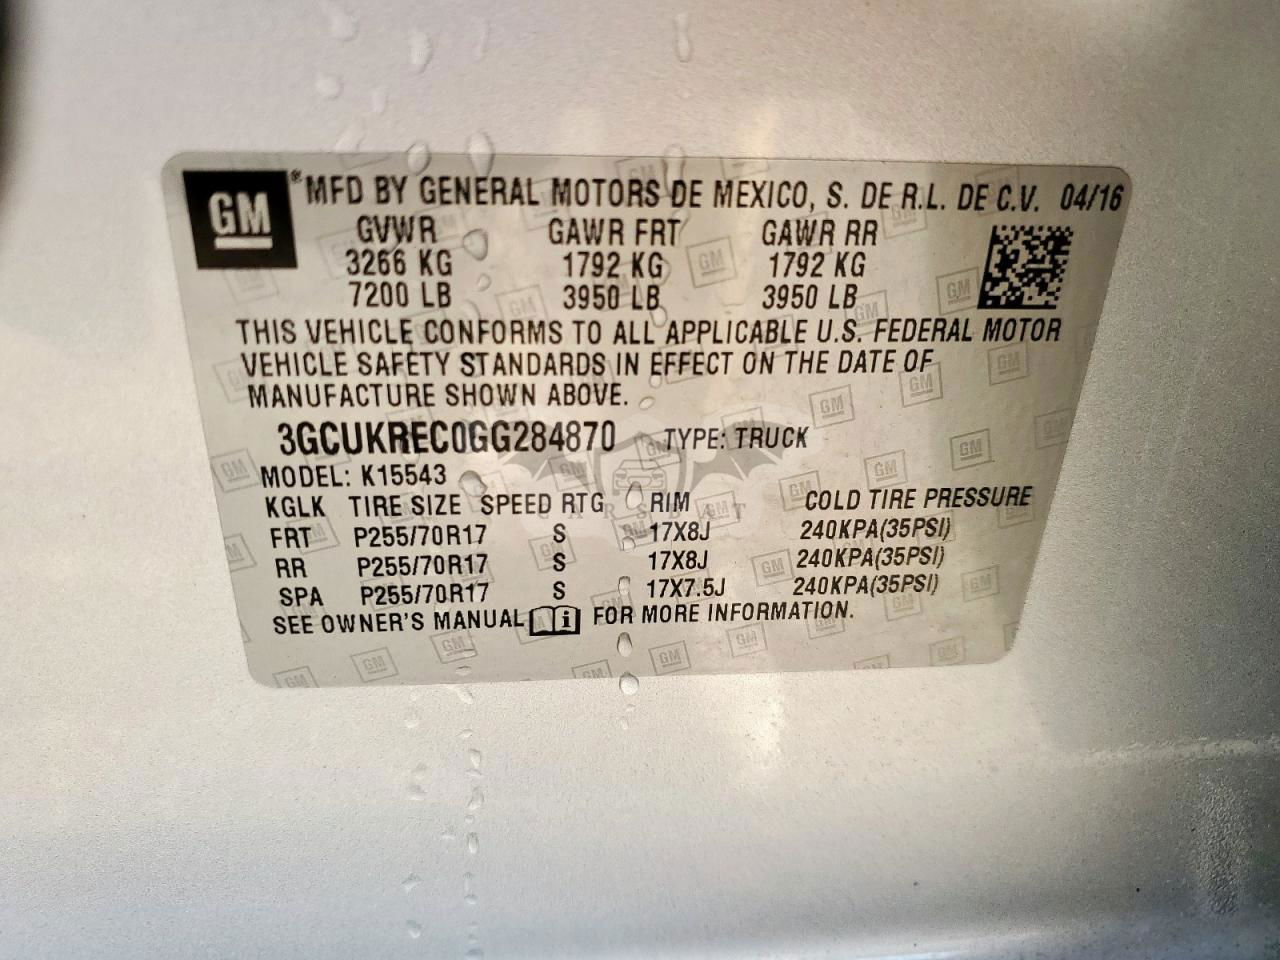 GM ® MFD BY GENERAL MOTORS DE MEXICO, S. DE R.L. DE C.V. 04/16
GVWR GAWR FRT GAWR RR
3266 KG 1792 KG 1792 KG
7200 LB 3950 LB 3950 LB
THIS VEHICLE CONFORMS TO ALL APPLICABLE U.S. FEDERAL MOTOR
VEHICLE SAFETY STANDARDS IN EFFECT ON THE DATE OF
MANUFACTURE SHOWN ABOVE.
3GCUKREC0GG284870 TYPE: TRUCK
MODEL: K15543
KGLK TIRE SIZE SPEED RTG RIM COLD TIRE PRESSURE
FRT P255/70R17 S 17X8J 240KPA(35PSI)
RR P255/70R17 S 17X8J 240KPA(35PSI)
SPA P255/70R17 S 17X7.5J 240KPA(35PSI)
SEE OWNER'S MANUAL i FOR MORE INFORMATION.